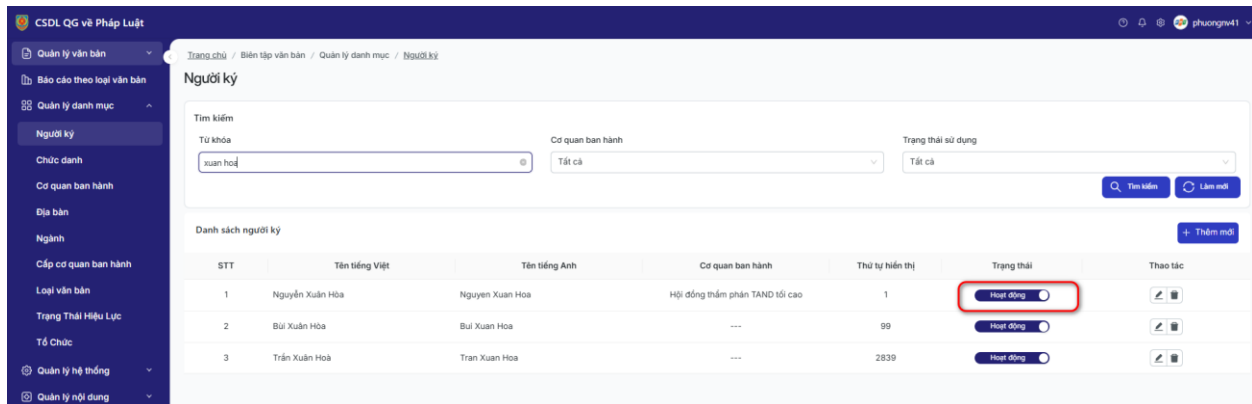 CSDL QG về Pháp Luật
phuongnv41
Quản lý văn bản
Báo cáo theo loại văn bản
Quản lý danh mục
Người ký
Chức danh
Cơ quan ban hành
Địa bàn
Ngành
Cấp cơ quan ban hành
Loại văn bản
Trạng Thái Hiệu Lực
Tổ Chức
Quản lý hệ thống
Quản lý nội dung
Trang chủ / Biên tập văn bản / Quản lý danh mục / Người ký
Người ký
Tìm kiếm
Từ khóa Cơ quan ban hành Trạng thái sử dụng
xuan hoa Tất cả Tất cả
Tìm kiếm Làm mới
Danh sách người ký + Thêm mới
STT Tên tiếng Việt Tên tiếng Anh Cơ quan ban hành Thứ tự hiển thị Trạng thái Thao tác
1 Nguyễn Xuân Hòa Nguyen Xuan Hoa Hội đồng thẩm phán TAND tối cao 1 Hoạt động
2 Bùi Xuân Hòa Bui Xuan Hoa --- 99 Hoạt động
3 Trần Xuân Hoà Tran Xuan Hoa --- 2839 Hoạt động